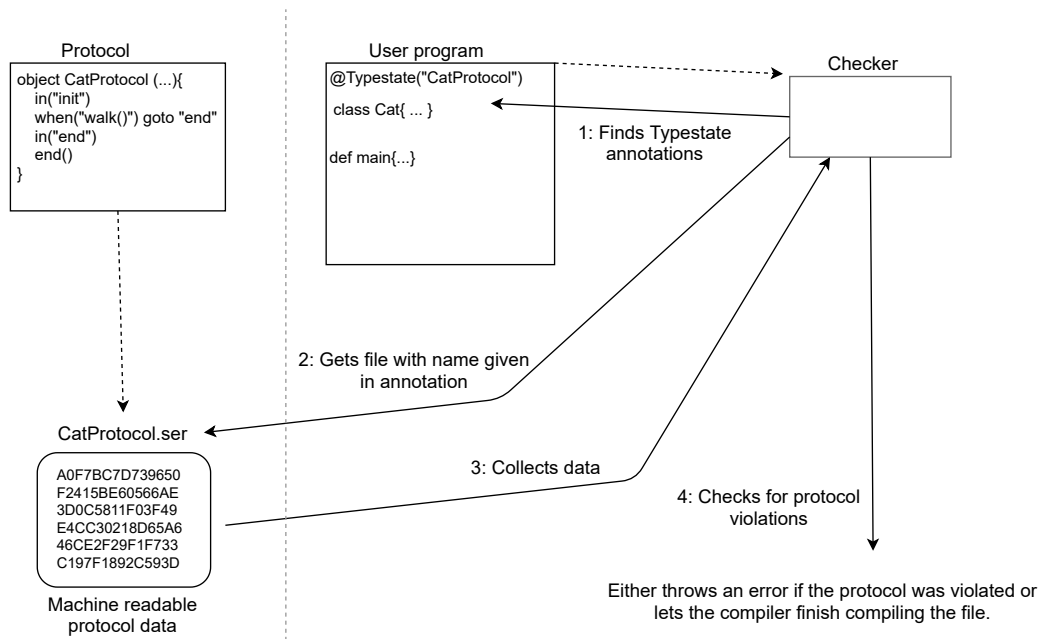 Protocol
object CatProtocol (...){
in("init")
when("walk()") goto "end"
in("end")
end()
}
User program
@Typestate("CatProtocol")
class Cat{ ... }
def main{...}
Checker
1: Finds Typestate
annotations
2: Gets file with name given
in annotation
CatProtocol.ser
A0F7BC7D739650
F2415BE60566AE
3D0C5811F03F49
E4CC30218D65A6
46CE2F29F1F733
C197F1892C593D
Machine readable
protocol data
3: Collects data
4: Checks for protocol
violations
Either throws an error if the protocol was violated or
lets the compiler finish compiling the file.